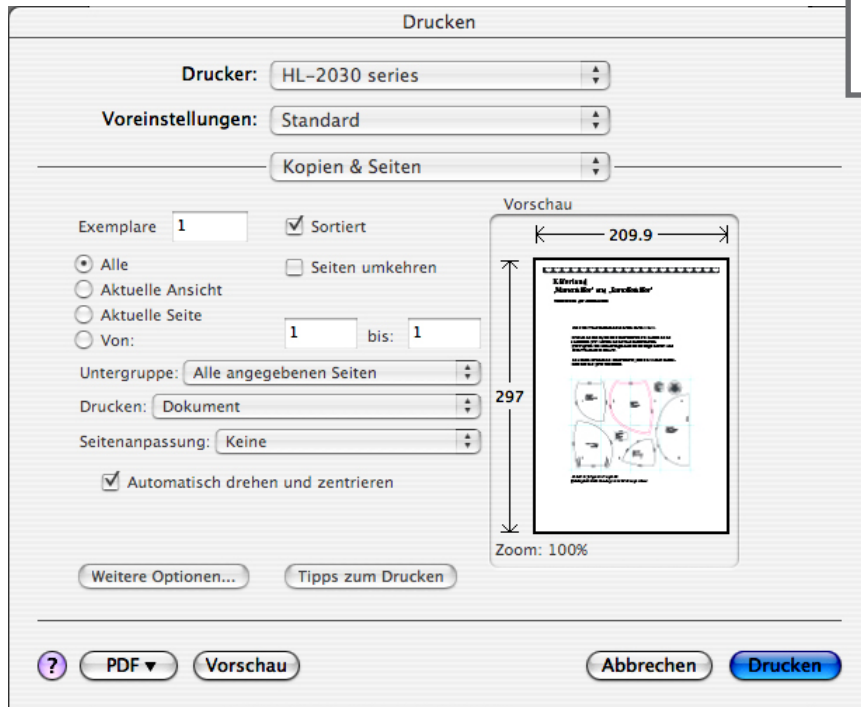 Drucken
Drucker: HL-2030 series
Voreinstellungen: Standard
Kopien & Seiten
Exemplare 1 Sortiert
Alle Seiten umkehren
Aktuelle Ansicht
Aktuelle Seite
Von: 1 bis: 1
Untergruppe: Alle angegebenen Seiten
Drucken: Dokument
Seitenanpassung: Keine
Automatisch drehen und zentrieren
Weitere Optionen... Tipps zum Drucken
Vorschau
209.9
297
Zoom: 100%
? PDF▼ Vorschau Abbrechen Drucken